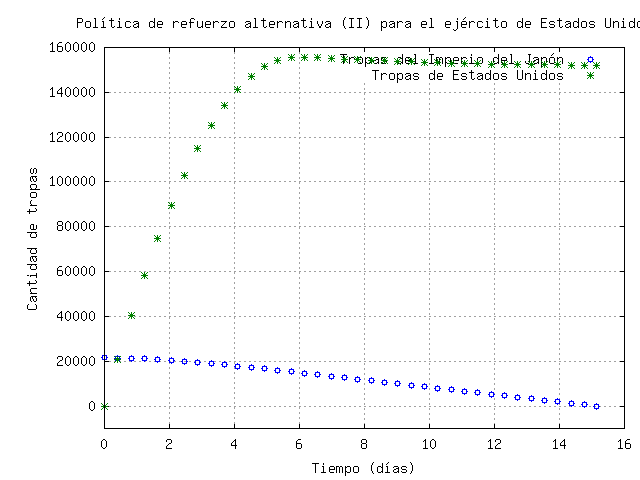 Política de refuerzo alternativa (II) para el ejército de Estados Unido
160000
140000
120000
100000
80000
60000
40000
20000
0
Cantidad de tropas
Tropas del Imperio del Japón
Tropas de Estados Unidos
0 2 4 6 8 10 12 14 16
Tiempo (días)